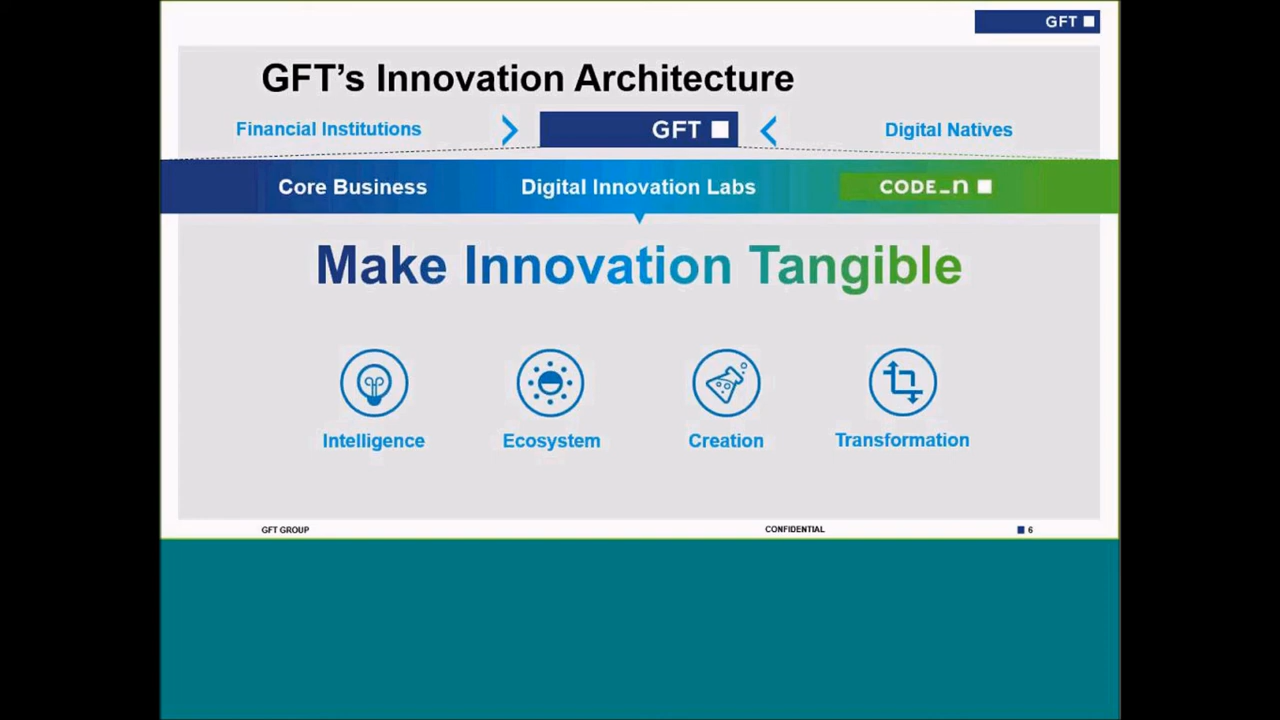 GFT
GFT's Innovation Architecture
Financial Institutions
GFT
Digital Natives
Core Business
Digital Innovation Labs
CODE_n
Make Innovation Tangible
Intelligence
Ecosystem
Creation
Transformation
GFT GROUP
CONFIDENTIAL
6